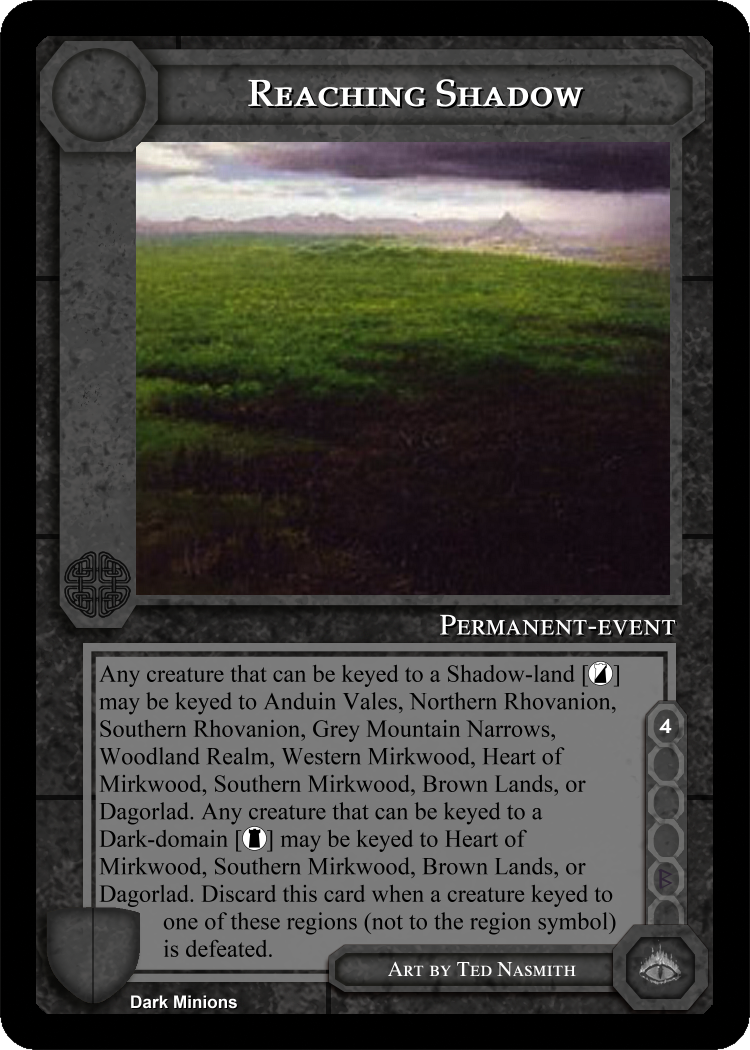 Reaching Shadow
Permanent-event
Any creature that can be keyed to a Shadow-land [ ]
may be keyed to Anduin Vales, Northern Rhovanion,
Southern Rhovanion, Grey Mountain Narrows,
Woodland Realm, Western Mirkwood, Heart of
Mirkwood, Southern Mirkwood, Brown Lands, or
Dagorlad. Any creature that can be keyed to a
Dark-domain [ ] may be keyed to Heart of
Mirkwood, Southern Mirkwood, Brown Lands, or
Dagorlad. Discard this card when a creature keyed to
one of these regions (not to the region symbol)
is defeated.
4
Art by Ted Nasmith
Dark Minions